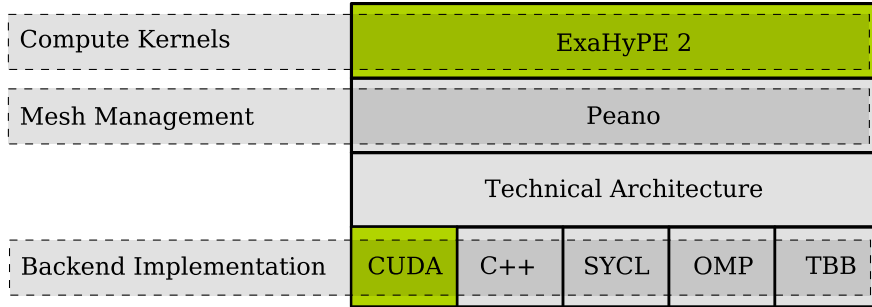 Compute Kernels ExaHyPE 2
Mesh Management Peano
Technical Architecture
Backend Implementation CUDA C++ SYCL OMP TBB